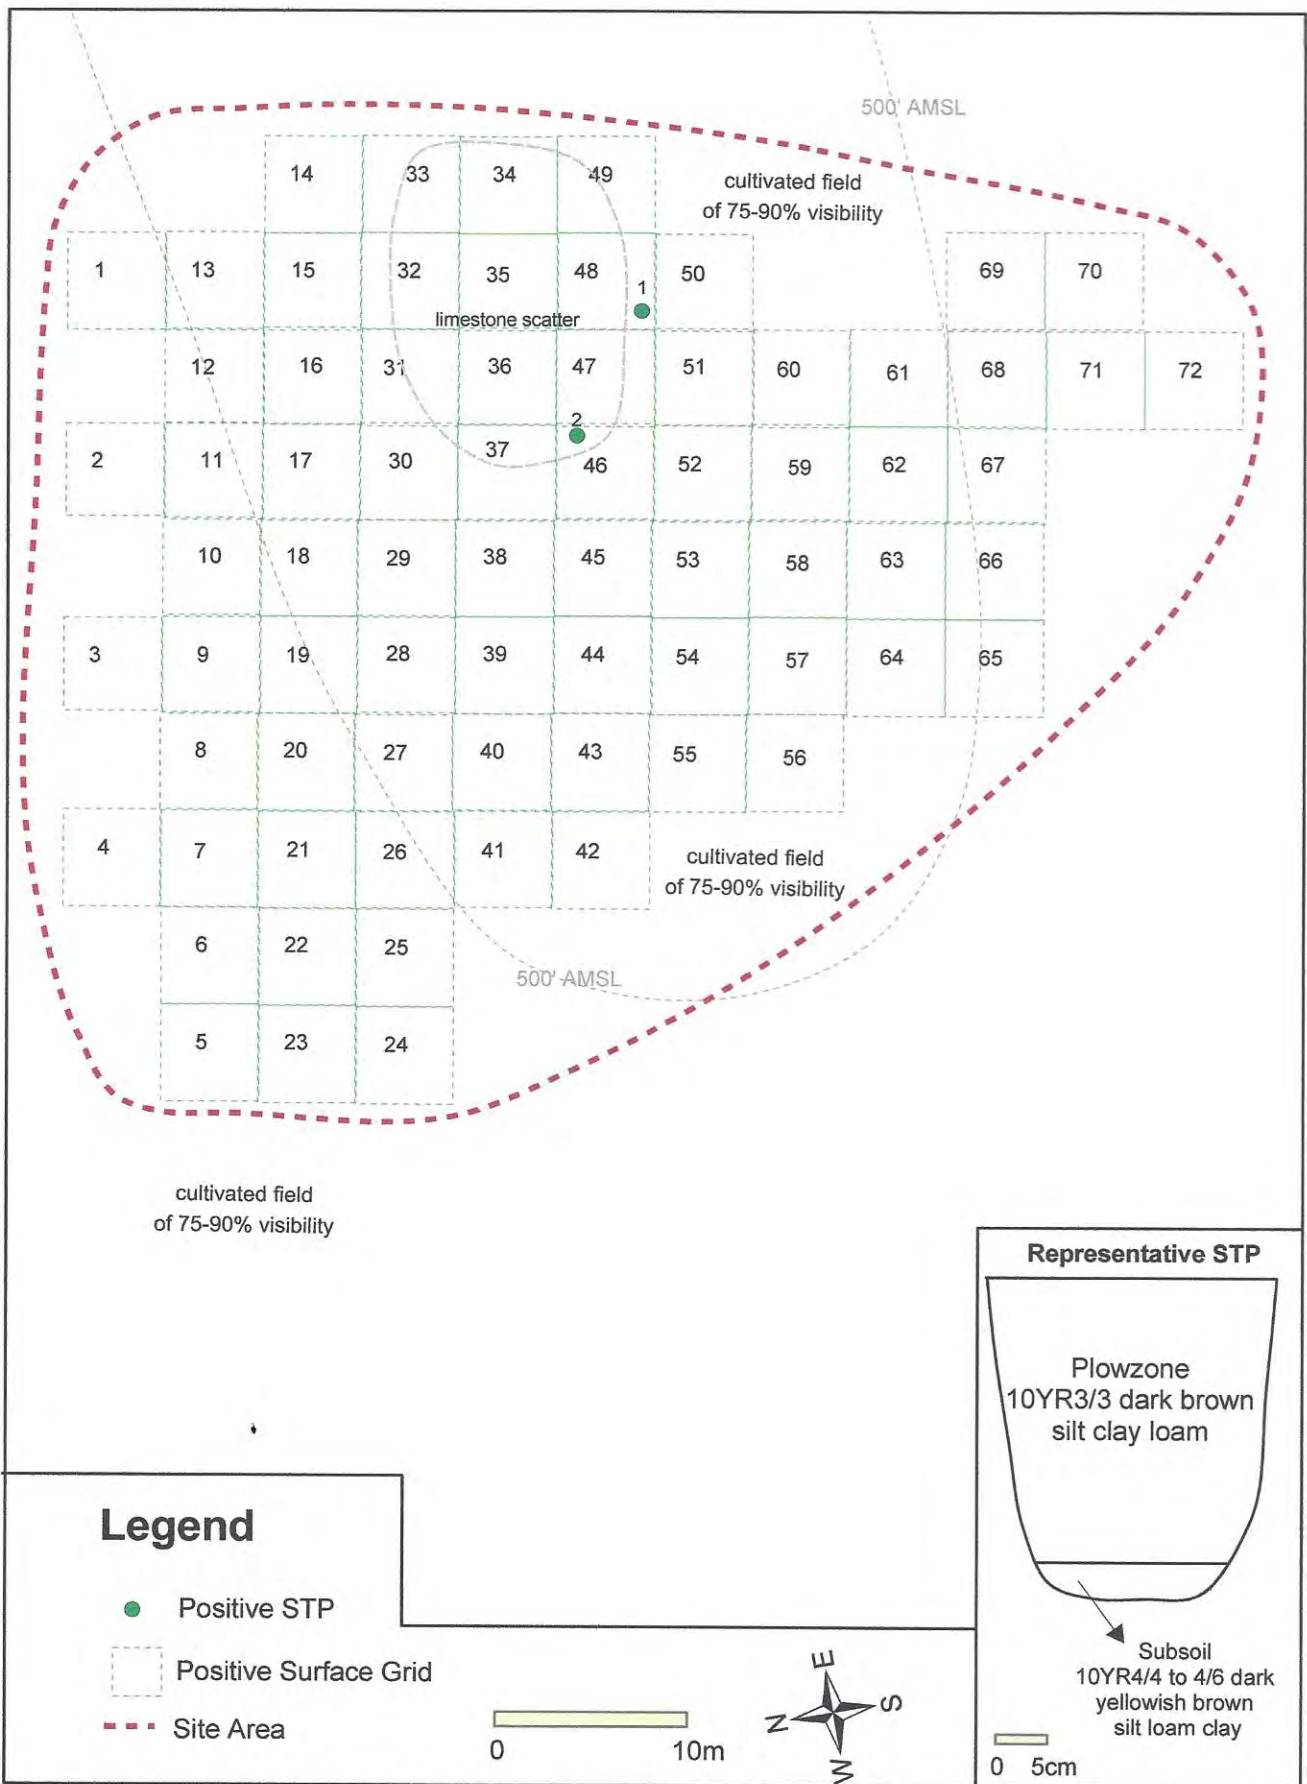 500' AMSL
14 33 34 49
cultivated field
of 75-90% visibility
1 13 15 32 35 48 1 50 69 70
limestone scatter
12 16 31 36 47 51 60 61 68 71 72
2
2 11 17 30 37 46 52 59 62 67
10 18 29 38 45 53 58 63 66
3 9 19 28 39 44 54 57 64 65
8 20 27 40 43 55 56
4 7 21 26 41 42
cultivated field
of 75-90% visibility
6 22 25
500' AMSL
5 23 24
cultivated field
of 75-90% visibility
Representative STP
Plowzone
10YR3/3 dark brown
silt clay loam
Subsoil
10YR4/4 to 4/6 dark
yellowish brown
silt loam clay
0 5cm
Legend
Positive STP
Positive Surface Grid
Site Area
0 10m
E
N S
W